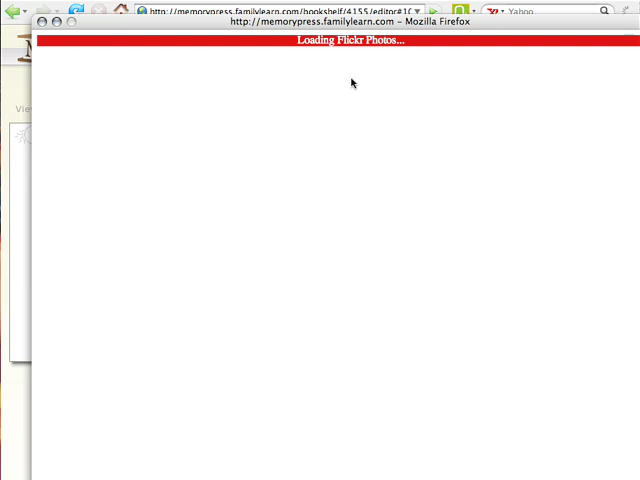 http://memorypress.familylearn.com/bookshelf/4155/editor#1
Yahoo
http://memorypress.familylearn.com – Mozilla Firefox
Loading Flickr Photos...
Vie